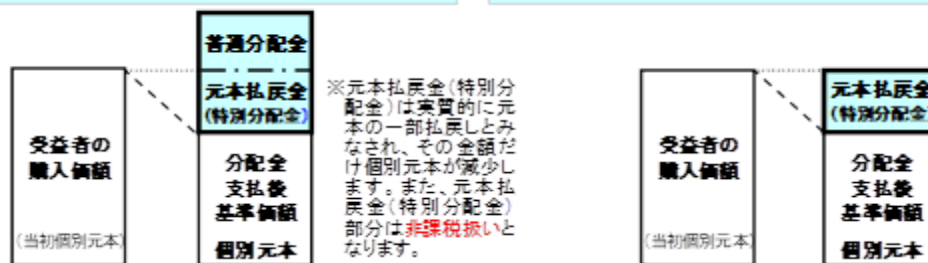 普通分配金
元本払戻金
(特別分配金)
受益者の
購入価額
(当初個別元本)
分配金
支払後
基準価額
個別元本
※元本払戻金(特別分
配金)は実質的に元
本の一部払戻しとみ
なされ、その金額だ
け個別元本が減少し
ます。また、元本払
戻金(特別分配金)
部分は非課税扱いと
なります。
元本払戻金
(特別分配金)
受益者の
購入価額
(当初個別元本)
分配金
支払後
基準価額
個別元本